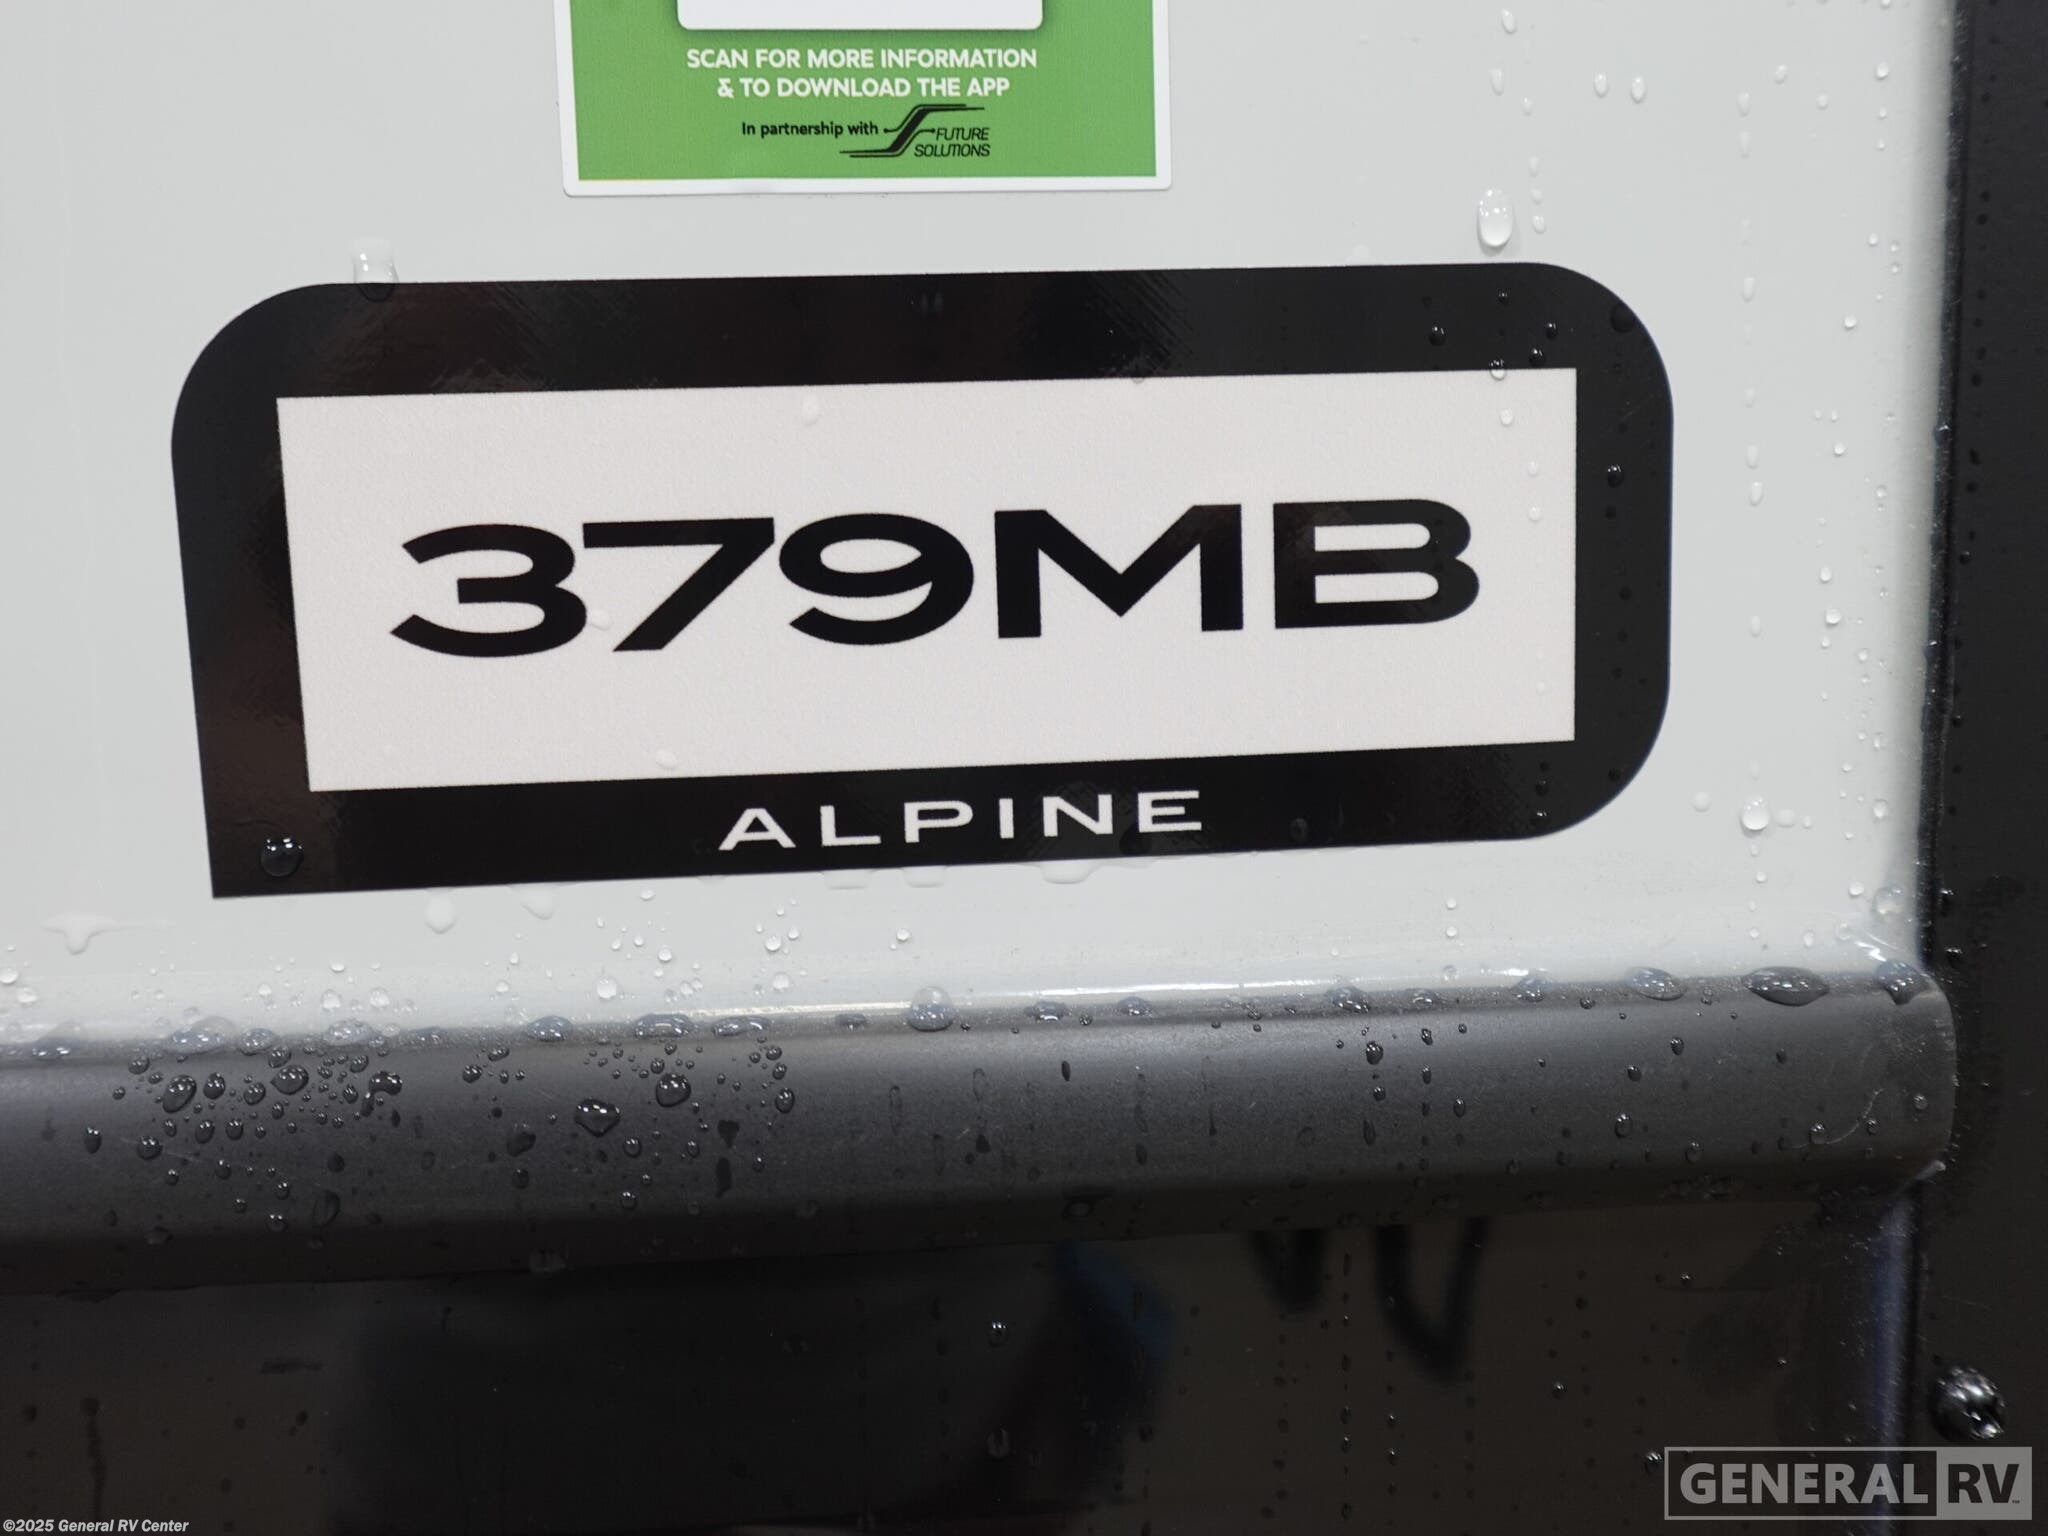 SCAN FOR MORE INFORMATION
& TO DOWNLOAD THE APP
In partnership with FUTURE
SOLUTIONS
379MB
ALPINE
GENERAL RV
©2025 General RV Center